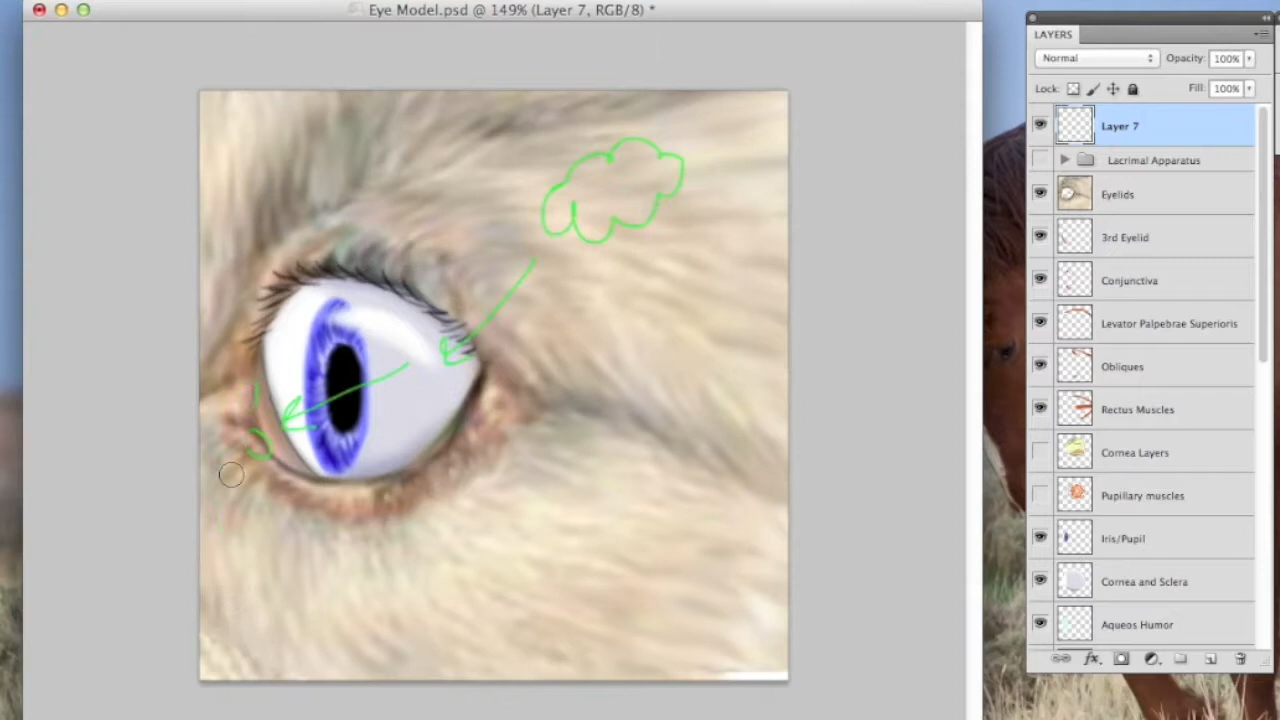 Eye Model.psd @ 149% (Layer 7, RGB/8) *
LAYERS
Normal
Opacity: 100%
Lock:
Fill: 100%
Layer 7
Lacrimal Apparatus
Eyelids
3rd Eyelid
Conjunctiva
Levator Palpebrae Superioris
Obliques
Rectus Muscles
Cornea Layers
Pupillary muscles
Iris/Pupil
Cornea and Sclera
Aqueos Humor
fx